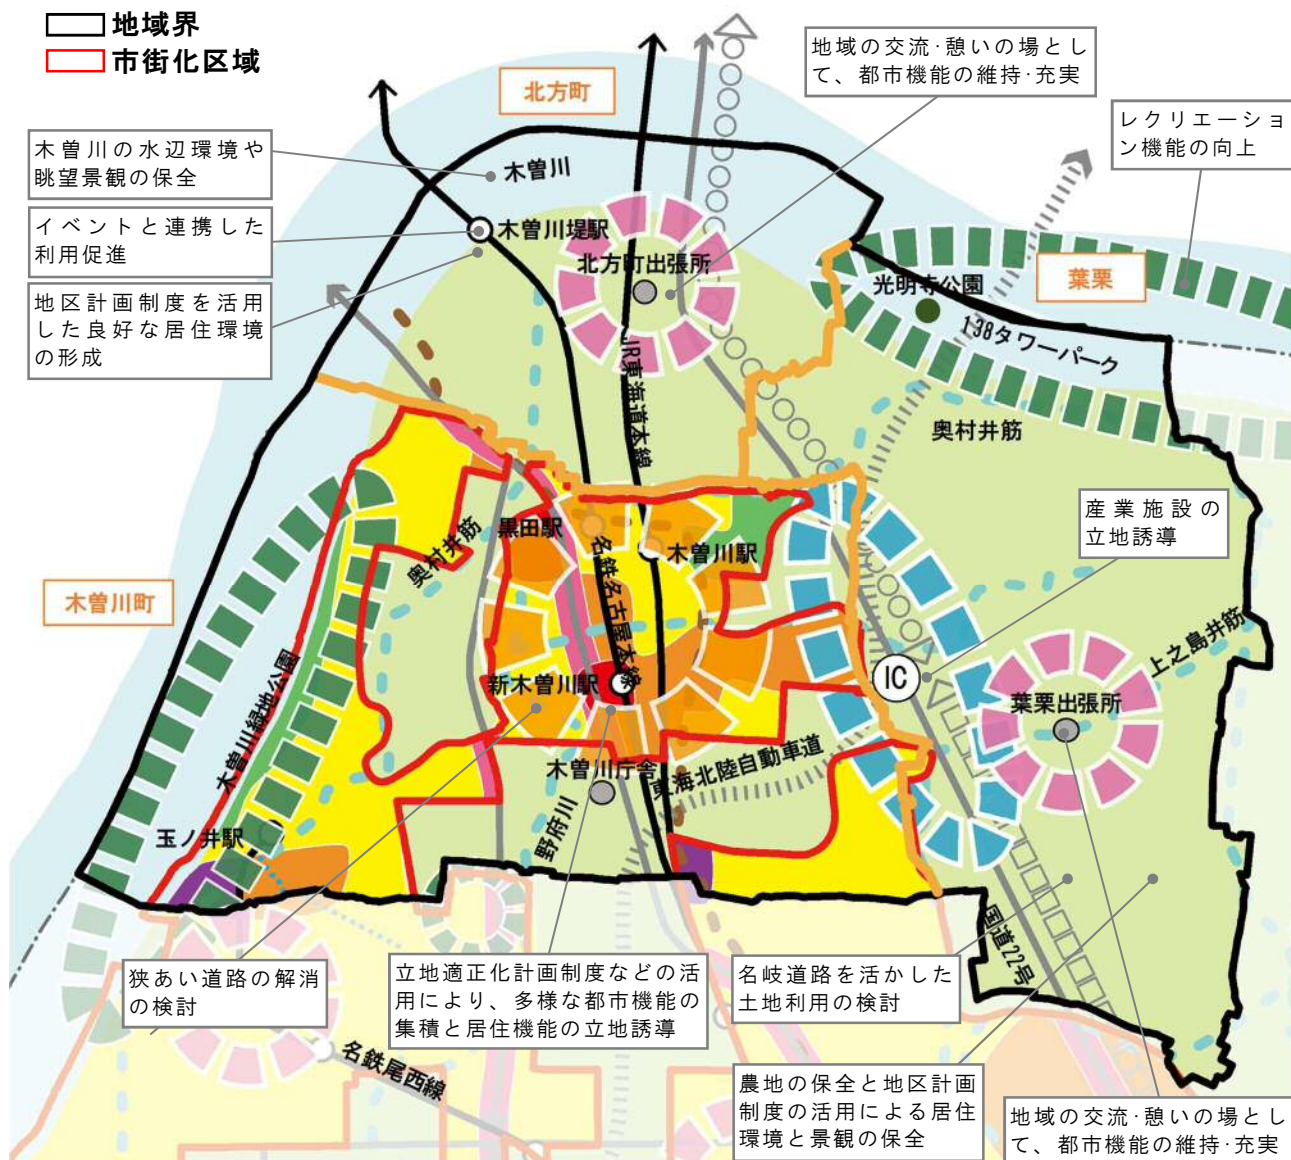 地域界
市街化区域
北方町
地域の交流・憩いの場とし
て、都市機能の維持・充実
レクリエーショ
ン機能の向上
木曽川の水辺環境や
眺望景観の保全
木曽川
イベントと連携した
利用促進
木曽川堤駅
北方町出張所
葉栗
光明寺公園
138タワーパーク
地区計画制度を活用
した良好な居住環境
の形成
JR東海道本線
奥村井筋
産業施設の
立地誘導
黒田駅
奥村井筋
名鉄名古屋本線
木曽川駅
木曽川町
上之島井筋
木曽川緑地公園
新木曽川駅
IC
葉栗出張所
木曽川庁舎
東海北陸自動車道
玉ノ井駅
野府川
国道22号
狭あい道路の解消
の検討
立地適正化計画制度などの活
用により、多様な都市機能の
集積と居住機能の立地誘導
名岐道路を活かした
土地利用の検討
名鉄尾西線
農地の保全と地区計画
制度の活用による居住
環境と景観の保全
地域の交流・憩いの場とし
て、都市機能の維持・充実